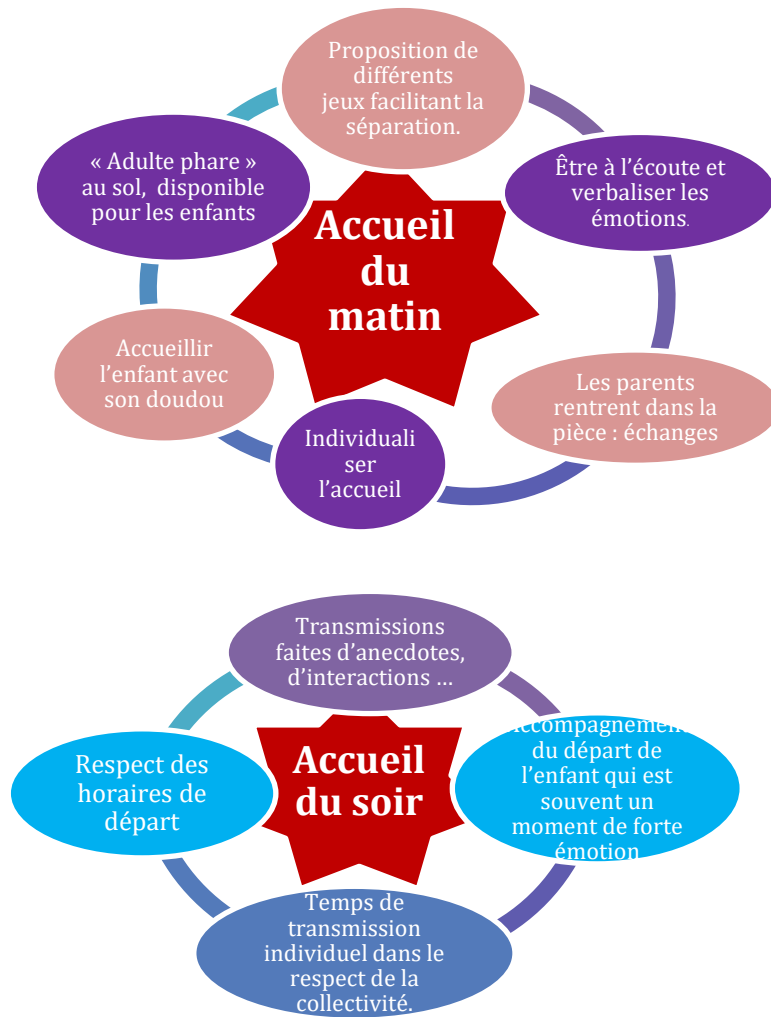 Proposition de
différents
jeux facilitant la
séparation.
« Adulte phare »
au sol, disponible
pour les enfants
Être à l'écoute et
verbaliser les
émotions.
Accueil
du
matin
Accueillir
l'enfant avec
son doudou
Les parents
rentrent dans la
pièce : échanges
Individuali
ser
l'accueil
Transmissions
faites d'anecdotes,
d'interactions …
Respect des
horaires de
départ
Accueil
du soir
Accompagnement
du départ de
l'enfant qui est
souvent un
moment de forte
émotion
Temps de
transmission
individuel dans le
respect de la
collectivité.